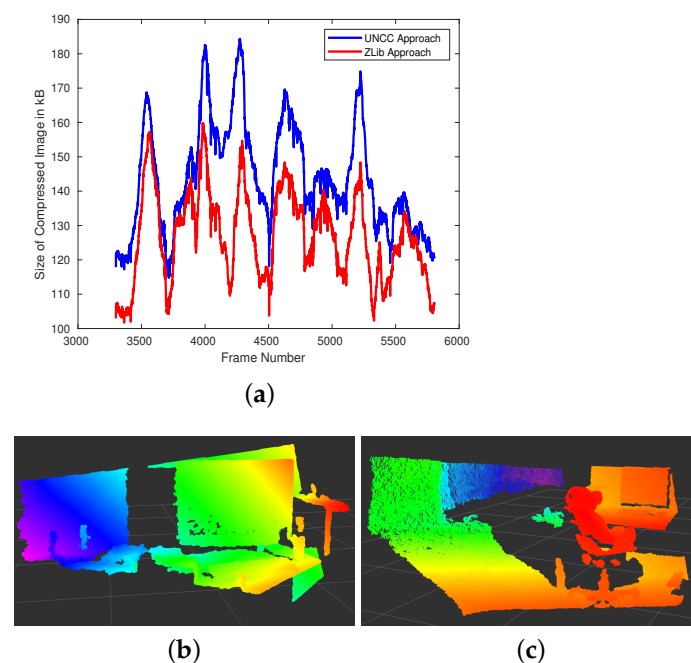 190
180
170
160
150
140
130
120
110
100
Size of Compressed Image in kB
UNCC Approach
ZLib Approach
3000 3500 4000 4500 5000 5500 6000
Frame Number
(a)
(b) (c)